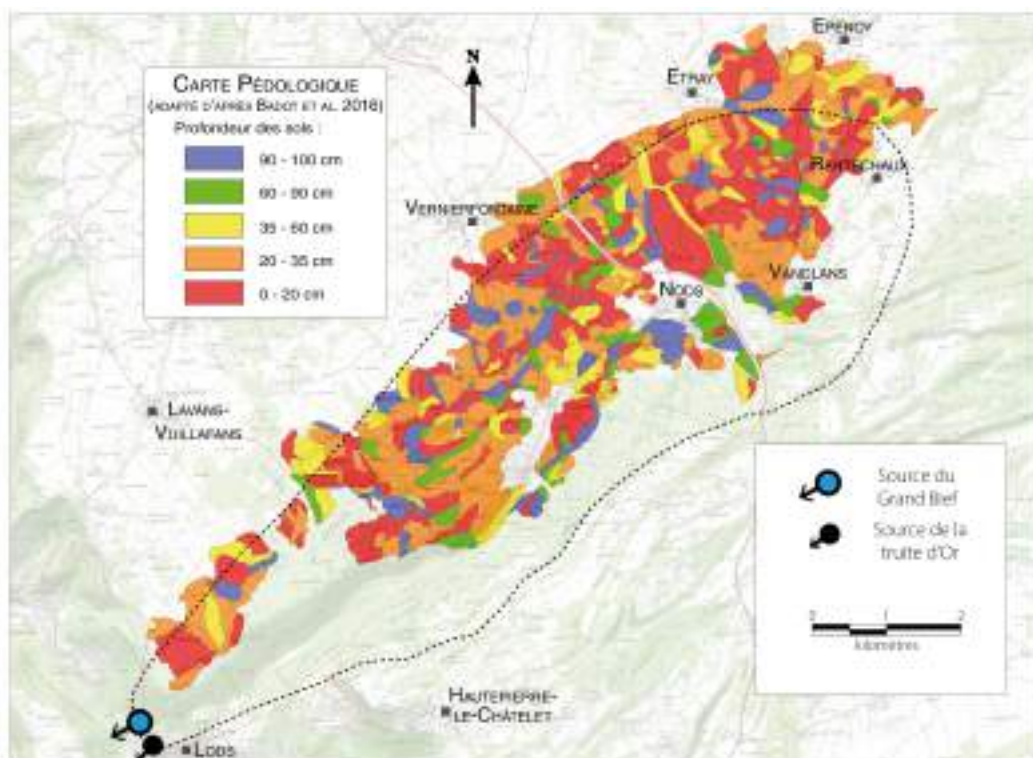 Carte Pédologique
(adapté d'après Badot et al. 2016)
Profondeur des sols :
90 - 100 cm
60 - 90 cm
35 - 60 cm
20 - 35 cm
0 - 20 cm
N
Epenoy
Etray
Rantechaux
Vernierfontaine
Vanclans
Nods
Lavans-
Vuillafans
Source du
Grand Bief
Source de la
truite d'Or
0 1 2
kilomètres
Hautepierre-
le-Châtelet
Lods